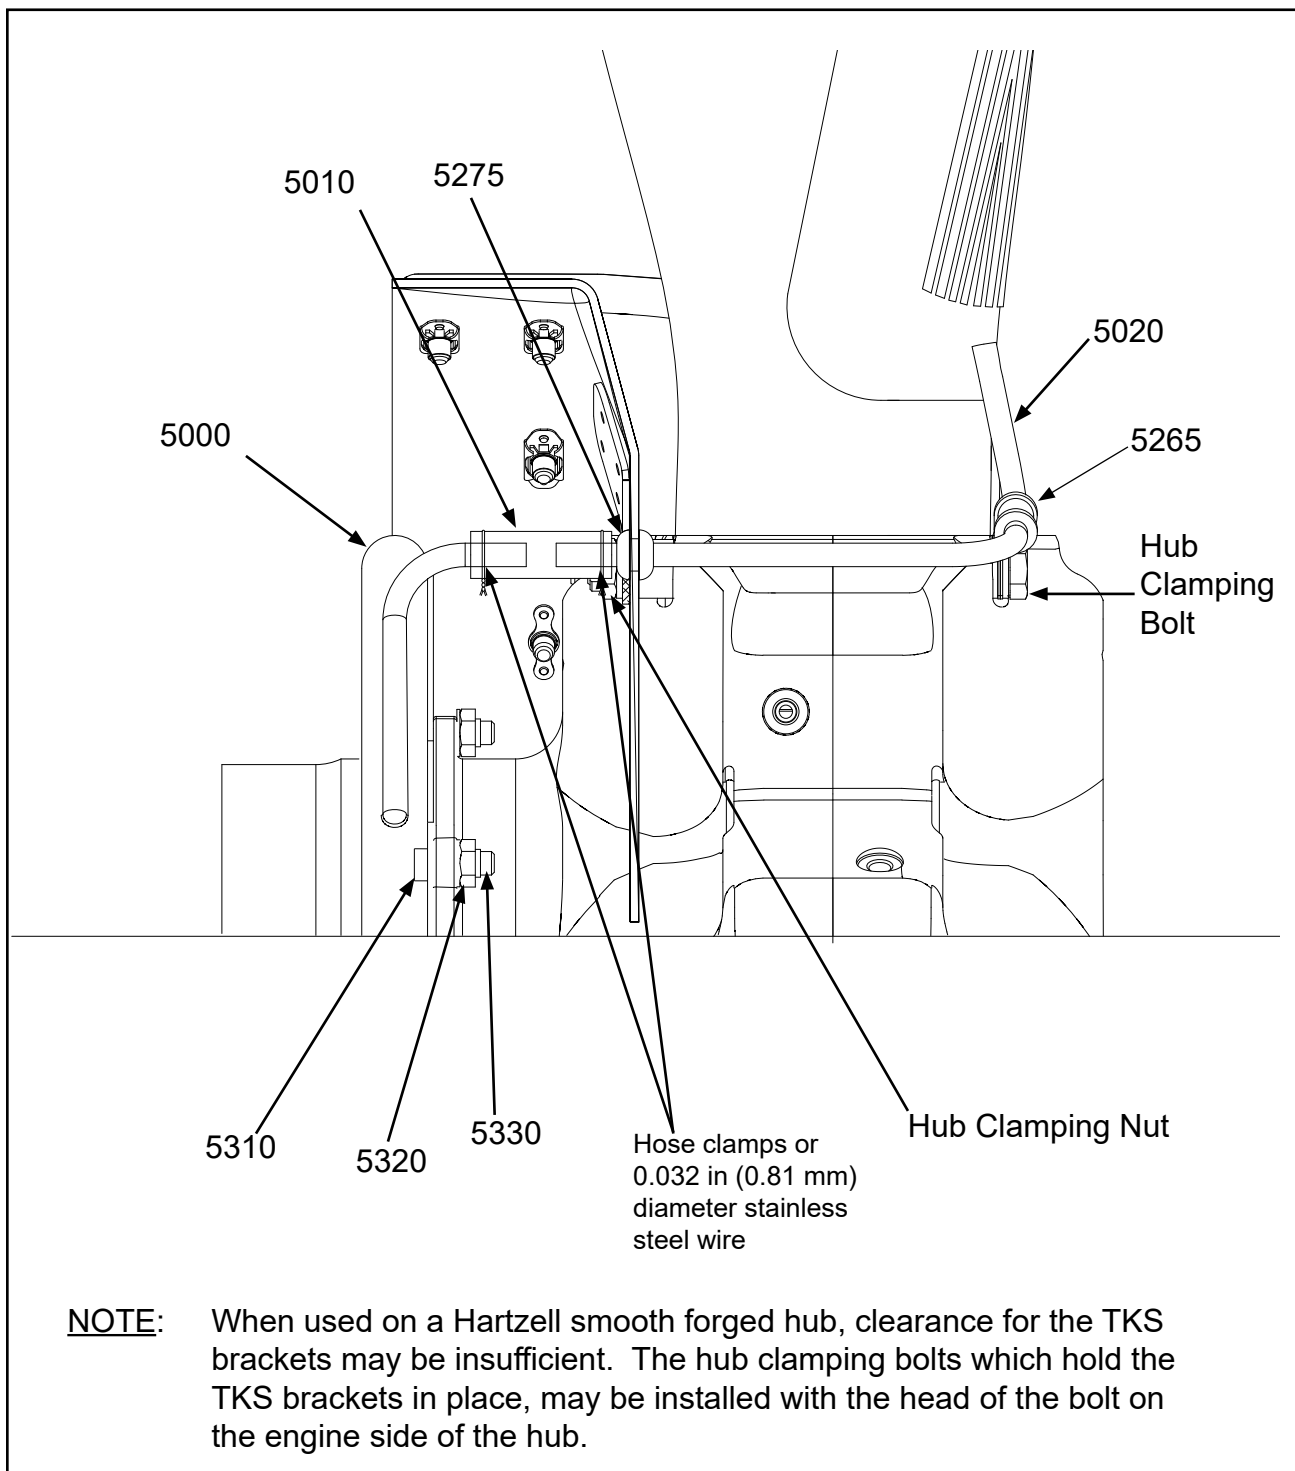 5010
5275
5020
5000
5265
Hub
Clamping
Bolt
5310
5320
5330
Hub Clamping Nut
Hose clamps or
0.032 in (0.81 mm)
diameter stainless
steel wire
NOTE: When used on a Hartzell smooth forged hub, clearance for the TKS
brackets may be insufficient.  The hub clamping bolts which hold the
TKS brackets in place, may be installed with the head of the bolt on
the engine side of the hub.